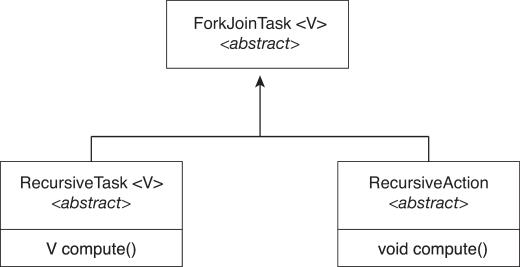 ForkJoinTask <V>
<abstract>
RecursiveTask <V>
<abstract>
V compute()
RecursiveAction
<abstract>
void compute()